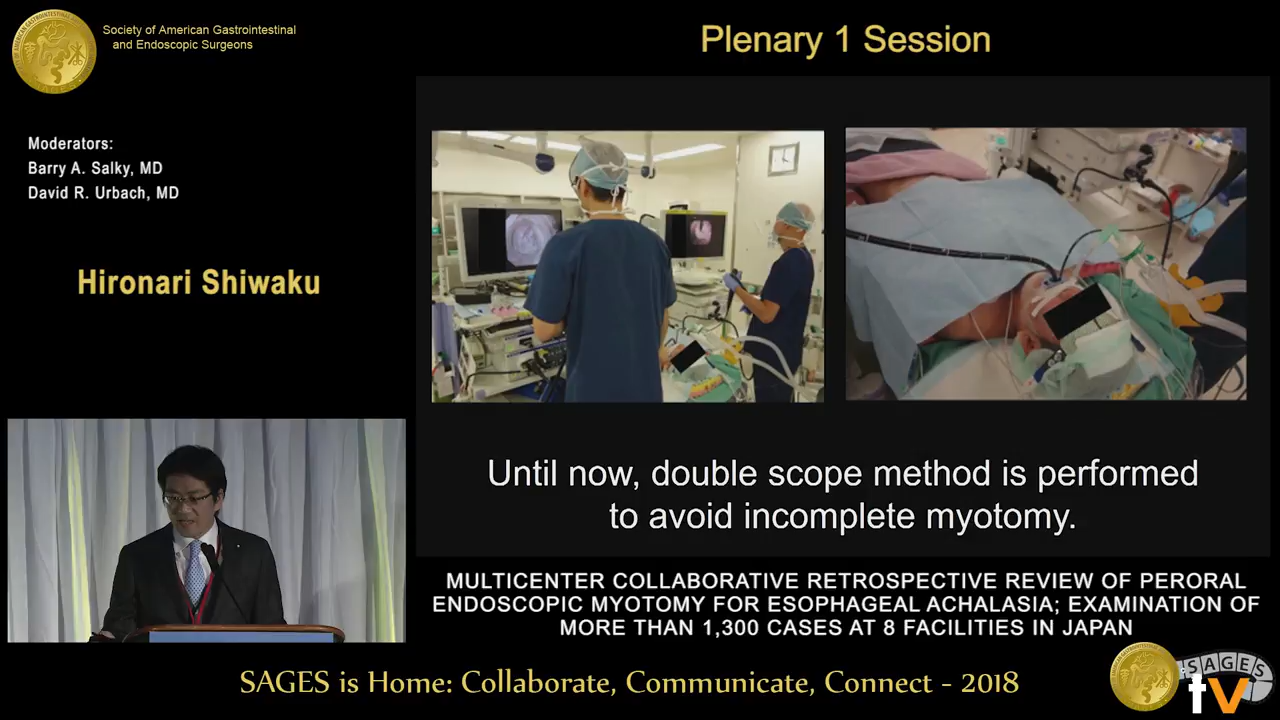 Society of American Gastrointestinal
and Endoscopic Surgeons
Plenary 1 Session
Moderators:
Barry A. Salky, MD
David R. Urbach, MD
Hironari Shiwaku
Until now, double scope method is performed
to avoid incomplete myotomy.
MULTICENTER COLLABORATIVE RETROSPECTIVE REVIEW OF PERORAL
ENDOSCOPIC MYOTOMY FOR ESOPHAGEAL ACHALASIA; EXAMINATION OF
MORE THAN 1,300 CASES AT 8 FACILITIES IN JAPAN
SAGES is Home: Collaborate, Communicate, Connect - 2018
SAGES
tv